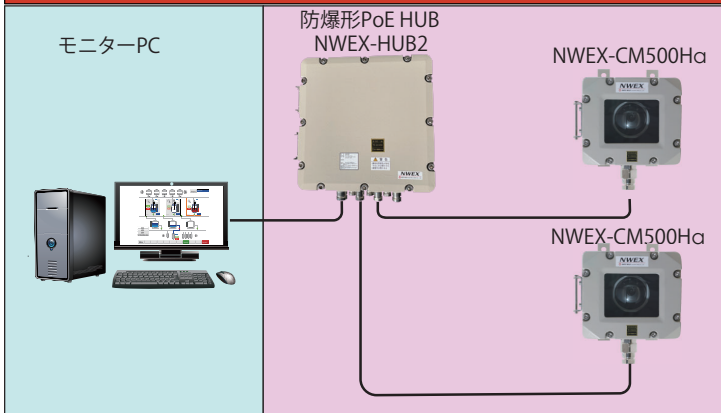 モニターPC
防爆形PoE HUB
NWEX-HUB2
NWEX-CM500Hα
NWEX
NWEX
NWEX-CM500Hα
NWEX